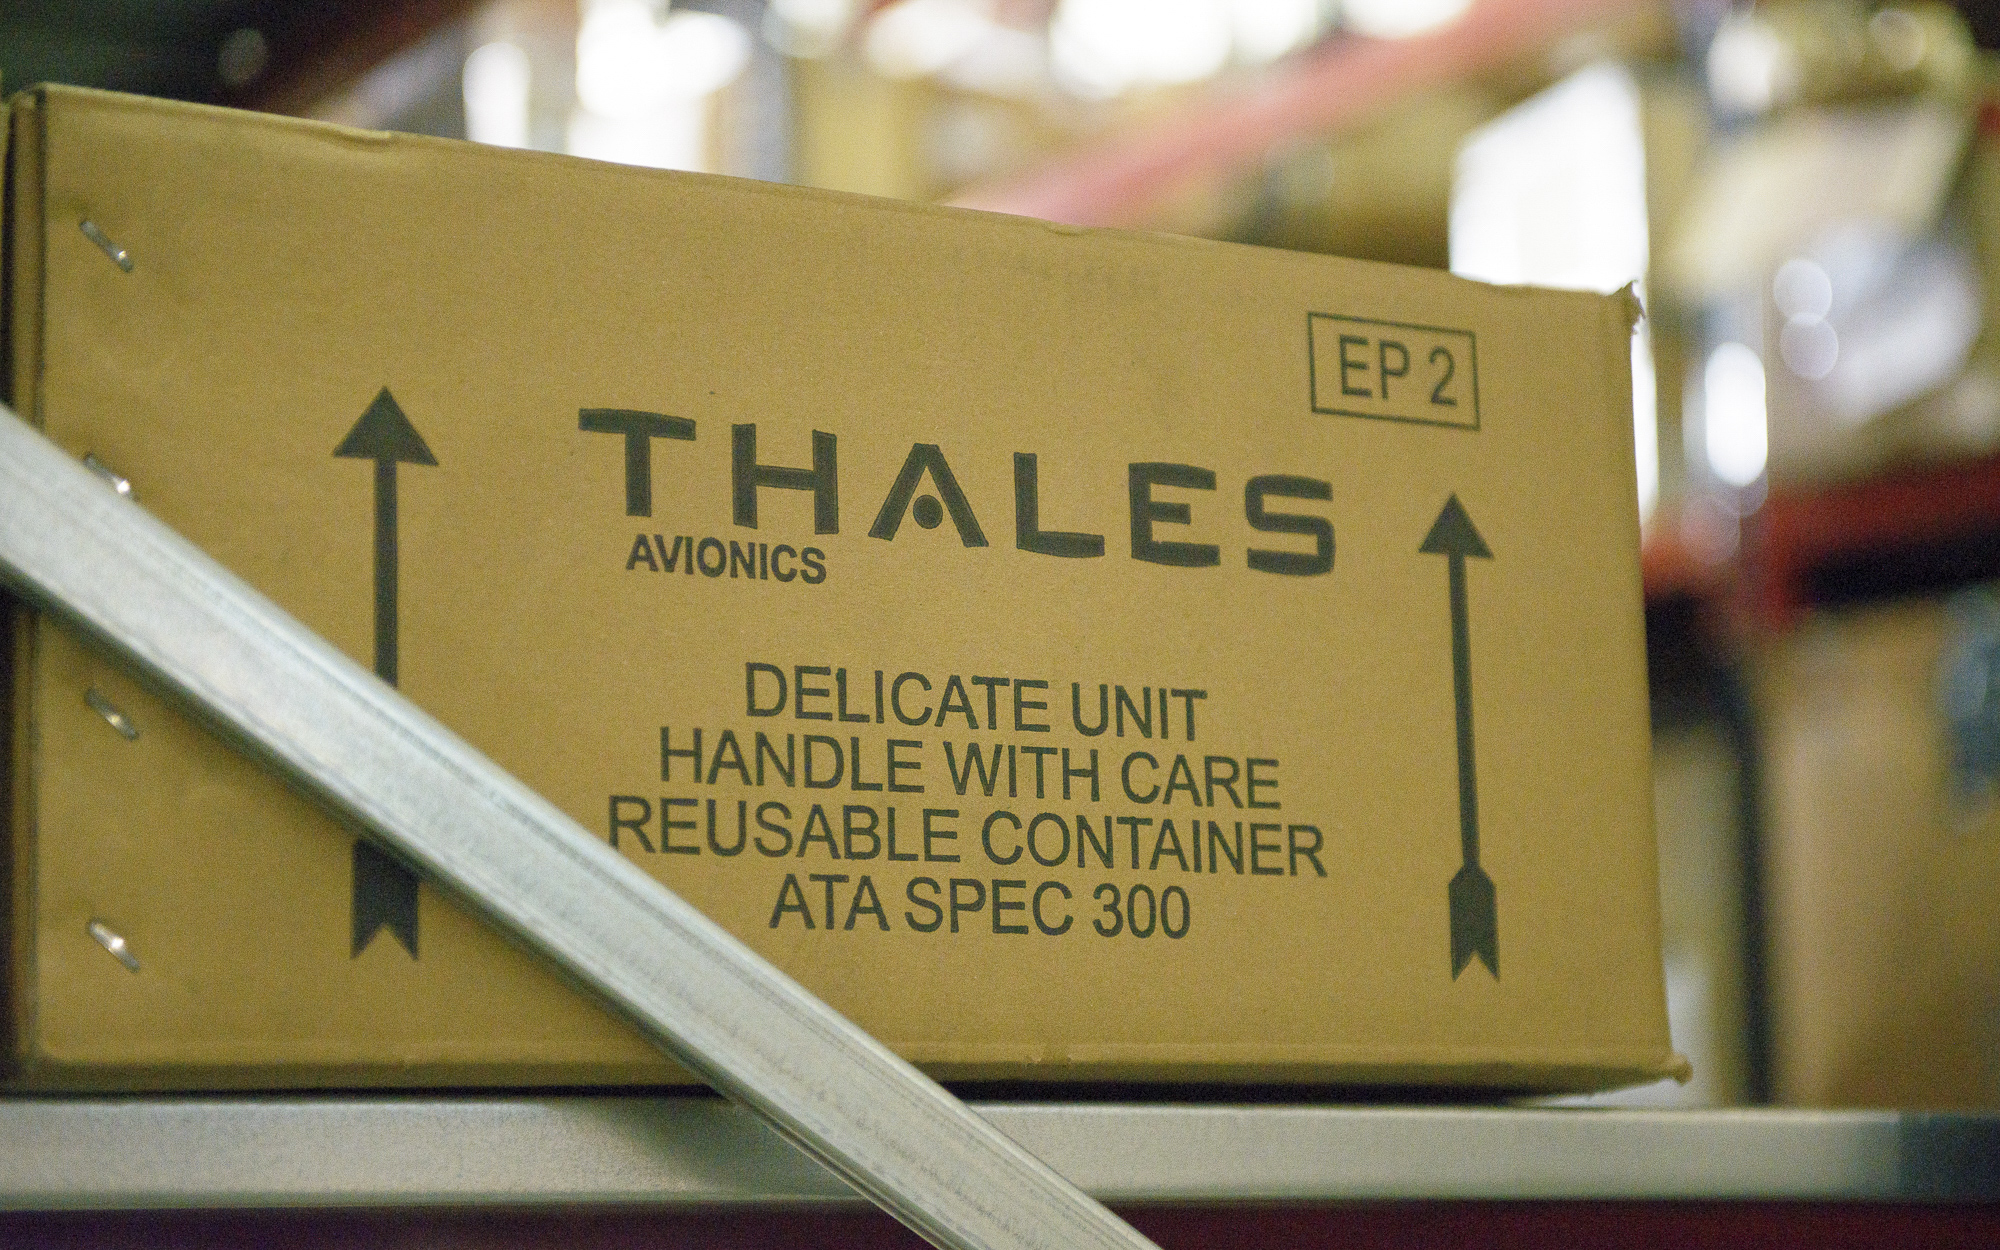 EP 2
THALES
AVIONICS
DELICATE UNIT
HANDLE WITH CARE
REUSABLE CONTAINER
ATA SPEC 300